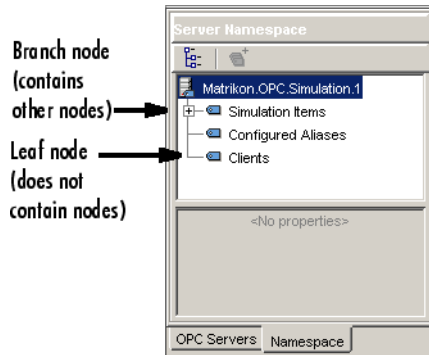 Server Namespace
Branch node
(contains
other nodes)
Leaf node
(does not
contain nodes)
Matrikon.OPC.Simulation.1
Simulation Items
Configured Aliases
Clients
<No properties>
OPC Servers
Namespace